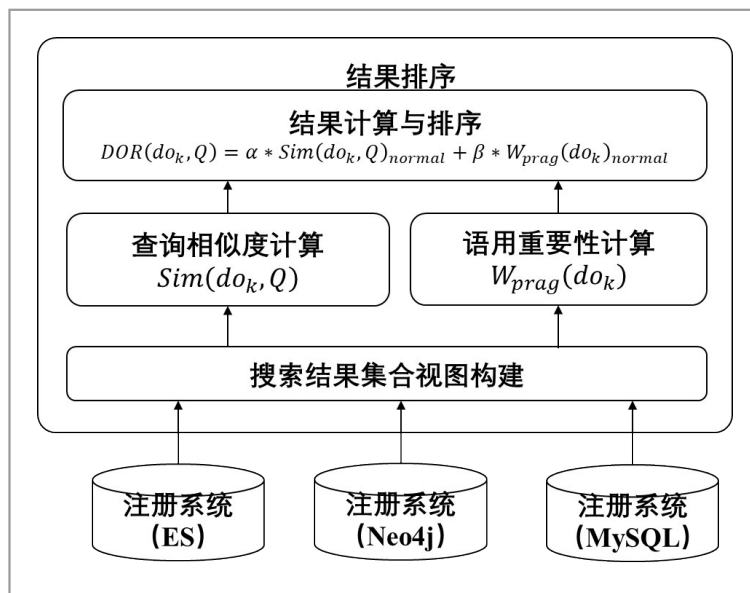 结果排序
结果计算与排序
DOR(do_k, Q) = α * Sim(do_k, Q)_normal + β * W_prag(do_k)_normal
查询相似度计算
Sim(do_k, Q)
语用重要性计算
W_prag(do_k)
搜索结果集合视图构建
注册系统
(ES)
注册系统
(Neo4j)
注册系统
(MySQL)